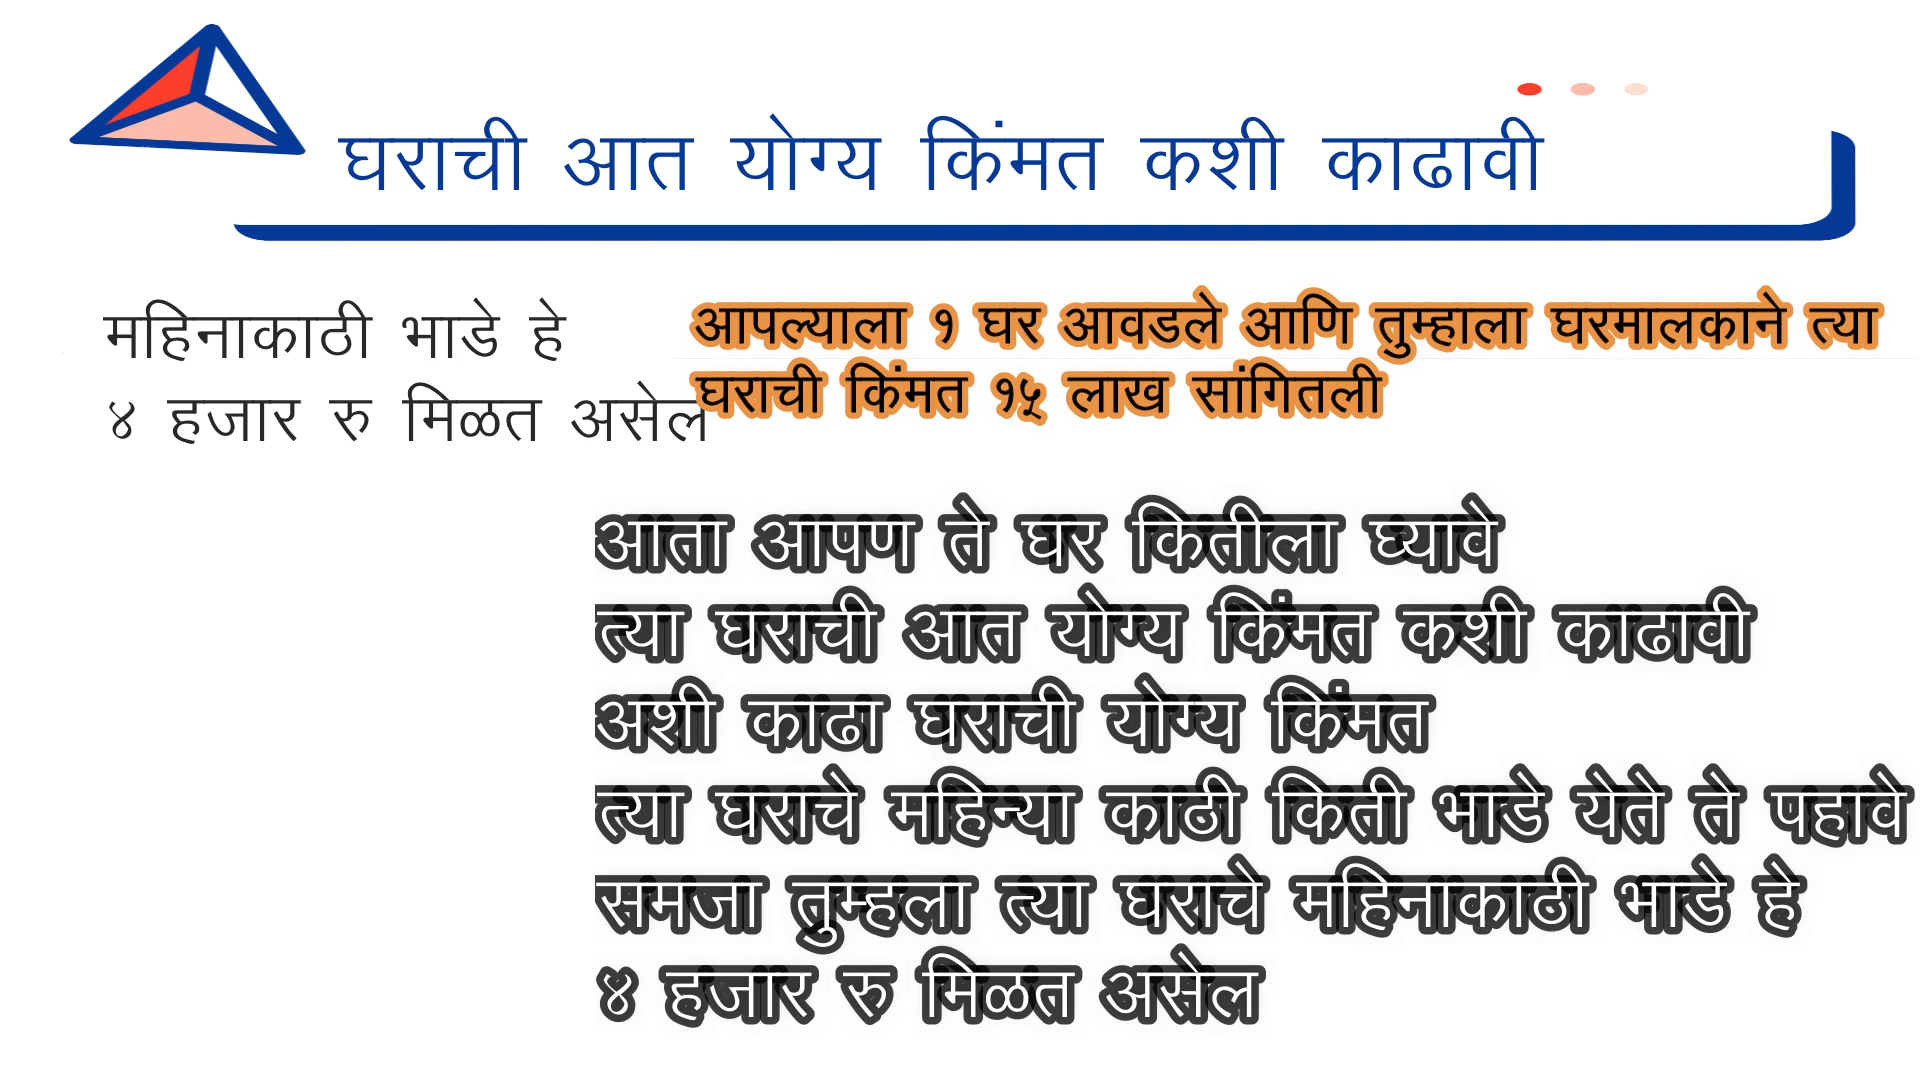 घराची आत योग्य किंमत कशी काढावी
महिनाकाठी भाडे हे
४ हजार रु मिळत असेल
आपल्याला १ घर आवडले आणि तुम्हाला घरमालकाने त्या
घराची किंमत १५ लाख सांगितली
आता आपण ते घर कितीला घ्यावे
त्या घराची आत योग्य किंमत कशी काढावी
अशी काढा घराची योग्य किंमत
त्या घराचे महिन्या काठी किती भाडे येते ते पहावे
समजा तुम्हला त्या घराचे महिनाकाठी भाडे हे
४ हजार रु मिळत असेल